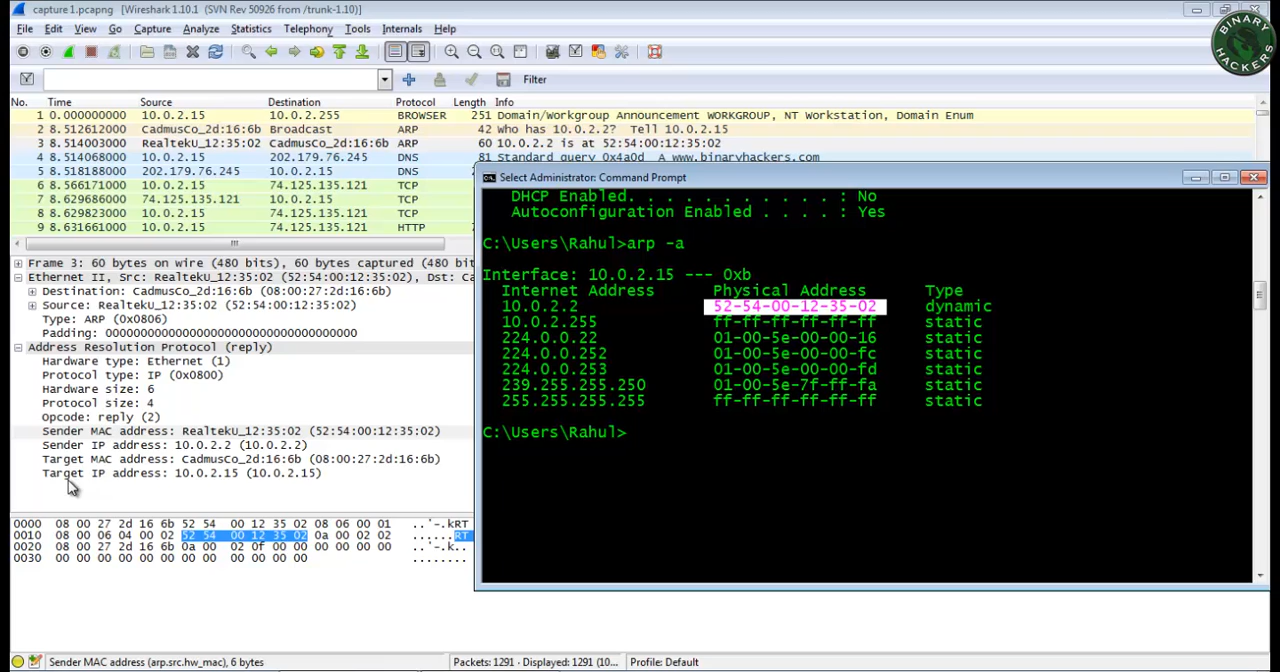 capture 1.pcapng [Wireshark 1.10.1 (SVN Rev 50926 from /trunk-1.10)]
File Edit View Go Capture Analyze Statistics Telephony Tools Internals Help
Filter
No. Time Source Destination Protocol Length Info
1 0.000000000 10.0.2.15 10.0.2.255 BROWSER 251 Domain/Workgroup Announcement WORKGROUP, NT Workstation, Domain Enum
2 8.512612000 CadmusCo_2d:16:6b Broadcast ARP 42 Who has 10.0.2.2? Tell 10.0.2.15
3 8.514003000 RealtekU_12:35:02 CadmusCo_2d:16:6b ARP 60 10.0.2.2 is at 52:54:00:12:35:02
4 8.514068000 10.0.2.15 202.179.76.245 DNS 81 Standard query 0x4a0d A www.binaryhackers.com
5 8.518188000 202.179.76.245 10.0.2.15 DNS
6 8.566171000 10.0.2.15 74.125.135.121 TCP
7 8.629686000 74.125.135.121 10.0.2.15 TCP
8 8.629823000 10.0.2.15 74.125.135.121 TCP
9 8.631661000 10.0.2.15 74.125.135.121 HTTP
Frame 3: 60 bytes on wire (480 bits), 60 bytes captured (480 bits)
Ethernet II, Src: RealtekU_12:35:02 (52:54:00:12:35:02), Dst: Ca
Destination: CadmusCo_2d:16:6b (08:00:27:2d:16:6b)
Source: RealtekU_12:35:02 (52:54:00:12:35:02)
Type: ARP (0x0806)
Padding: 000000000000000000000000000000000000
Address Resolution Protocol (reply)
Hardware type: Ethernet (1)
Protocol type: IP (0x0800)
Hardware size: 6
Protocol size: 4
Opcode: reply (2)
Sender MAC address: RealtekU_12:35:02 (52:54:00:12:35:02)
Sender IP address: 10.0.2.2 (10.0.2.2)
Target MAC address: CadmusCo_2d:16:6b (08:00:27:2d:16:6b)
Target IP address: 10.0.2.15 (10.0.2.15)
0000 08 00 27 2d 16 6b 52 54 00 12 35 02 08 06 00 01 ..'-.kRT
0010 08 00 06 04 00 02 52 54 00 12 35 02 0a 00 02 02 ......RT
0020 08 00 27 2d 16 6b 0a 00 02 0f 00 00 00 00 00 00 ..'-.k..
0030 00 00 00 00 00 00 00 00 00 00 00 00 ........
Sender MAC address (arp.src.hw_mac), 6 bytes
Packets: 1291 · Displayed: 1291 (10...
Profile: Default
Select Administrator: Command Prompt
DHCP Enabled. . . . . . . . . . . : No
Autoconfiguration Enabled . . . . : Yes
C:\Users\Rahul>arp -a
Interface: 10.0.2.15 --- 0xb
Internet Address Physical Address Type
10.0.2.2 52-54-00-12-35-02 dynamic
10.0.2.255 ff-ff-ff-ff-ff-ff static
224.0.0.22 01-00-5e-00-00-16 static
224.0.0.252 01-00-5e-00-00-fc static
224.0.0.253 01-00-5e-00-00-fd static
239.255.255.250 01-00-5e-7f-ff-fa static
255.255.255.255 ff-ff-ff-ff-ff-ff static
C:\Users\Rahul>
BINARY
HACKERS